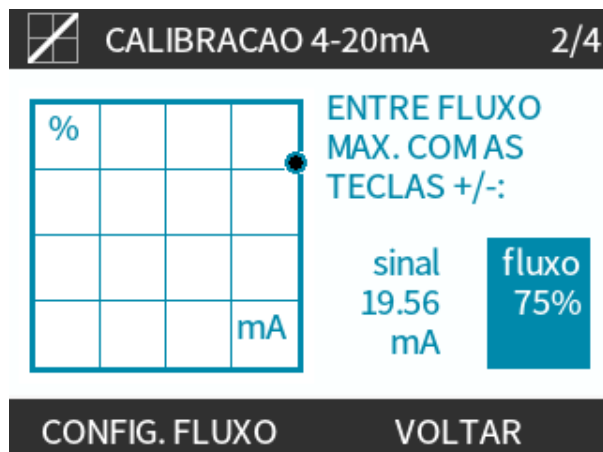 CALIBRACAO 4-20mA 2/4
%
mA
ENTRE FLUXO
MAX. COM AS
TECLAS +/-:
sinal
19.56
mA
fluxo
75%
CONFIG. FLUXO VOLTAR